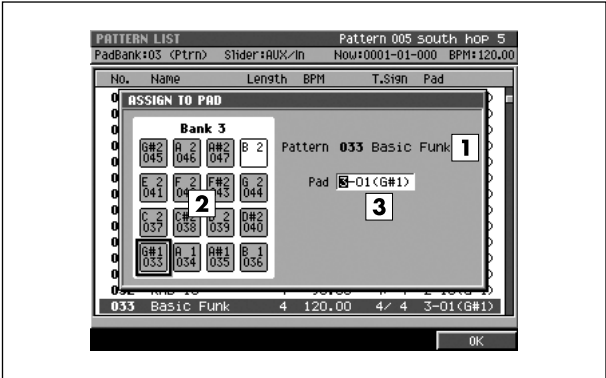 PATTERN LIST Pattern 005 south hop 5
PadBank:03 (Ptrn) Slider:AUX/In Now:0001-01-000 BPM:120.00
No. Name Length BPM T.Sign Pad
ASSIGN TO PAD
Bank 3
G#2 A 2 A#2 B 2
045 046 047
Pattern 033 Basic Funk 1
E 2 F 2 F#2 G 2
041 043 044
Pad 3-01(G#1)
2 3
C 2 C#2 2 D#2
037 038 039 040
G#1 A 1 A#1 B 1
033 034 035 036
033 Basic Funk 4 120.00 4/ 4 3-01(G#1)
OK